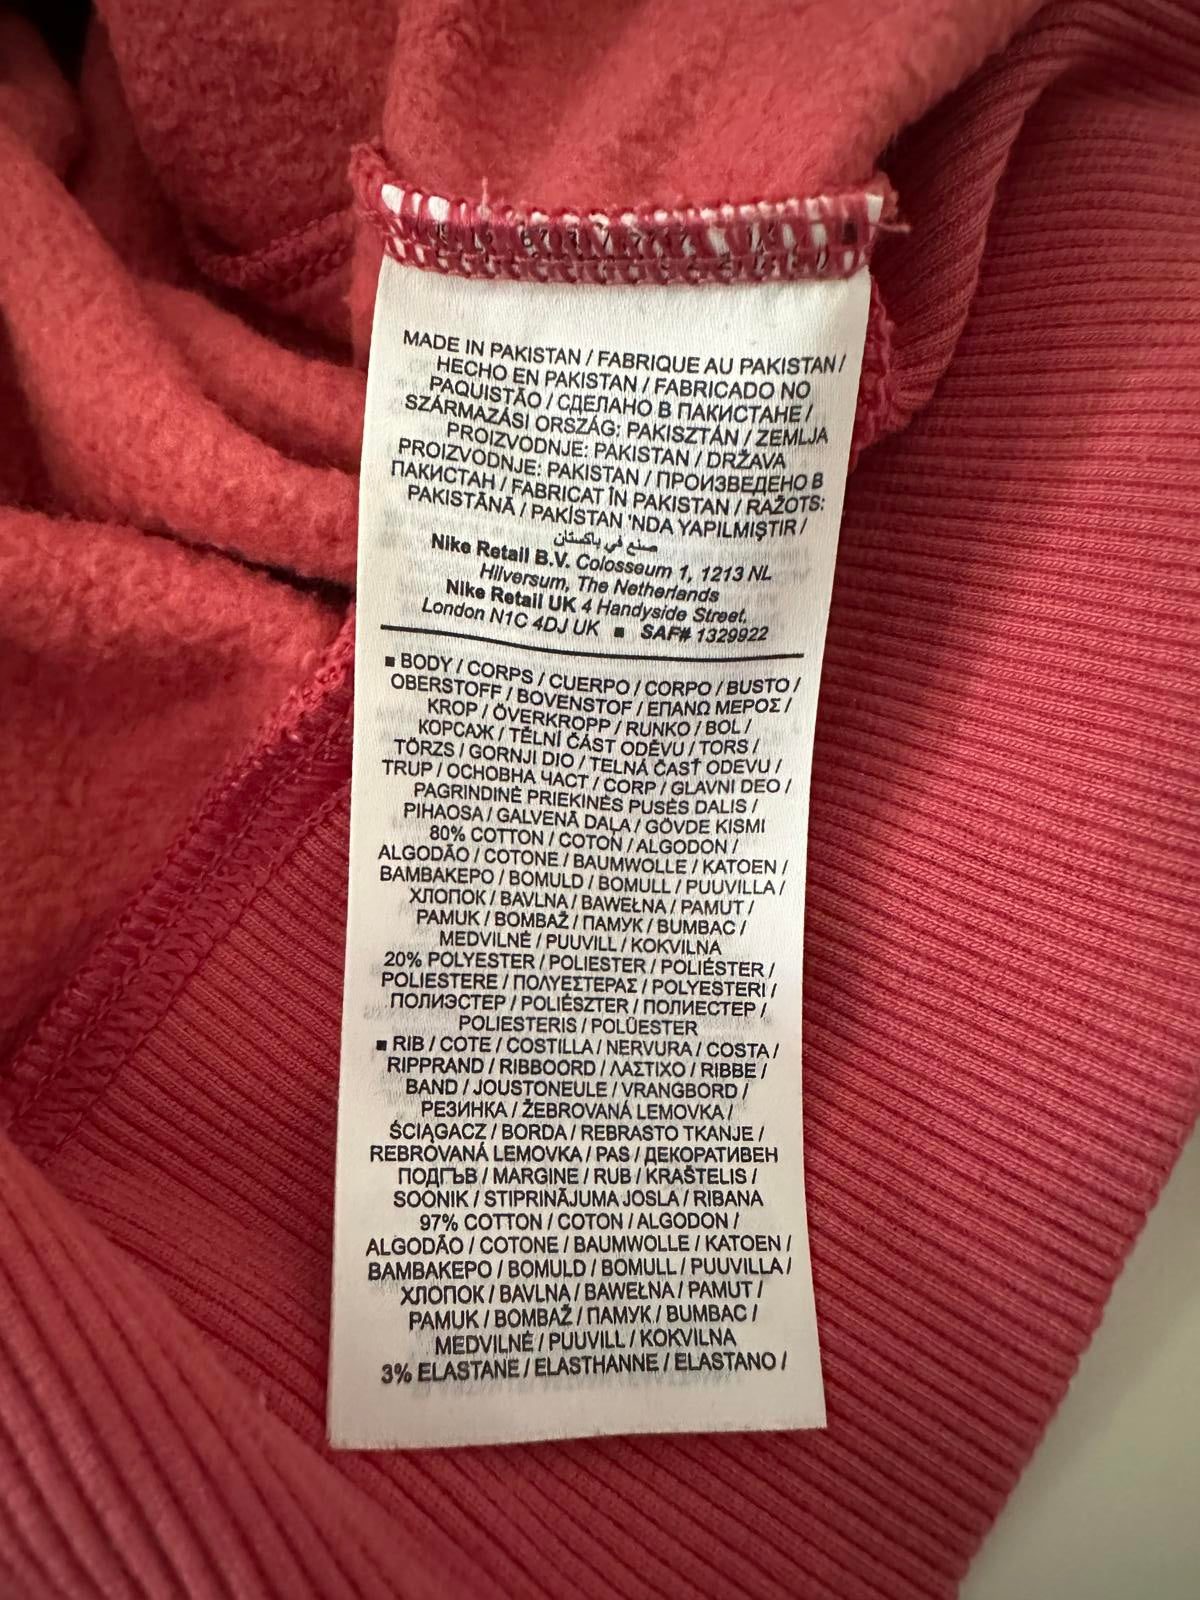 MADE IN PAKISTAN / FABRIQUE AU PAKISTAN /
HECHO EN PAKISTAN / FABRICADO NO
PAQUISTÃO / СДЕЛАНО В ПАКИСТАНЕ /
SZÁRMAZÁSI ORSZÁG: PAKISZTÁN / ZEMLJA
PROIZVODNJE: PAKISTAN / DRŽAVA
PROIZVODNJE: PAKISTAN / ПРОИЗВЕДЕНО В
ПАКИСТАН / FABRICAT ÎN PAKISTAN / RAŽOTS:
PAKISTĀNĀ / PAKİSTAN 'NDA YAPILMIŞTIR /
صنع في باكستان
Nike Retail B.V. Colosseum 1, 1213 NL
Hilversum, The Netherlands
Nike Retail UK 4 Handyside Street,
London N1C 4DJ UK ■ SAF# 1329922
■ BODY / CORPS / CUERPO / CORPO / BUSTO /
OBERSTOFF / BOVENSTOF / ΕΠΑΝΩ ΜΕΡΟΣ /
KROP / ÖVERKROPP / RUNKO / BOL /
КОРСАЖ / TĚLNÍ ČÁST ODĚVU / TORS /
TÖRZS / GORNJI DIO / TELNÁ ČASŤ ODEVU /
TRUP / ОСНОВНА ЧАСТ / CORP / GLAVNI DEO /
PAGRINDINĖ PRIEKINĖS PUSĖS DALIS /
PIHAOSA / GALVENĀ DAĻA / GÖVDE KISMI
80% COTTON / COTON / ALGODON /
ALGODÃO / COTONE / BAUMWOLLE / KATOEN /
ΒΑΜΒΑΚΕΡΟ / BOMULD / BOMULL / PUUVILLA /
ХЛОПОК / BAVLNA / BAWEŁNA / PAMUT /
PAMUK / BOMBAŽ / ПАМУК / BUMBAC /
MEDVILNĖ / PUUVILL / KOKVILNA
20% POLYESTER / POLIESTER / POLIÉSTER /
POLIESTERE / ΠΟΛΥΕΣΤΕΡΑΣ / POLYESTERI /
ПОЛИЭСТЕР / POLIÉSZTER / ПОЛИЕСТЕР /
POLIESTERIS / POLÜESTER
■ RIB / COTE / COSTILLA / NERVURA / COSTA /
RIPPRAND / RIBBOORD / ΛΑΣΤΙΧΟ / RIBBE /
BAND / JOUSTONEULE / VRANGBORD /
РЕЗИНКА / ŽEBROVANÁ LEMOVKA /
ŚCIĄGACZ / BORDA / REBRASTO TKANJE /
REBROVANÁ LEMOVKA / PAS / ДЕКОРАТИВЕН
ПОДГЪВ / MARGINE / RUB / KRAŠTELIS /
SOONIK / STIPRINĀJUMA JOSLA / RIBANA
97% COTTON / COTON / ALGODON /
ALGODÃO / COTONE / BAUMWOLLE / KATOEN /
ΒΑΜΒΑΚΕΡΟ / BOMULD / BOMULL / PUUVILLA /
ХЛОПОК / BAVLNA / BAWEŁNA / PAMUT /
PAMUK / BOMBAŽ / ПАМУК / BUMBAC /
MEDVILNĖ / PUUVILL / KOKVILNA
3% ELASTANE / ELASTHANNE / ELASTANO /